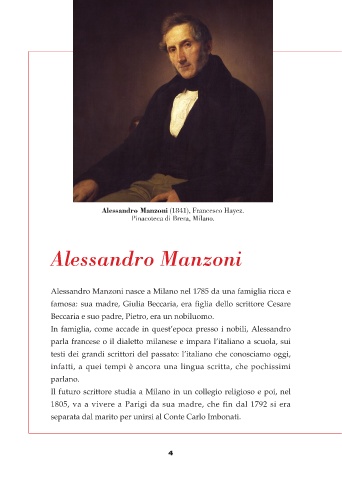 Alessandro Manzoni (1841), Francesco Hayez.
Pinacoteca di Brera, Milano.
Alessandro Manzoni
Alessandro Manzoni nasce a Milano nel 1785 da una famiglia ricca e
famosa: sua madre, Giulia Beccaria, era figlia dello scrittore Cesare
Beccaria e suo padre, Pietro, era un nobiluomo.
In famiglia, come accade in quest'epoca presso i nobili, Alessandro
parla francese o il dialetto milanese e impara l'italiano a scuola, sui
testi dei grandi scrittori del passato: l'italiano che conosciamo oggi,
infatti, a quei tempi è ancora una lingua scritta, che pochissimi
parlano.
Il futuro scrittore studia a Milano in un collegio religioso e poi, nel
1805, va a vivere a Parigi da sua madre, che fin dal 1792 si era
separata dal marito per unirsi al Conte Carlo Imbonati.
4